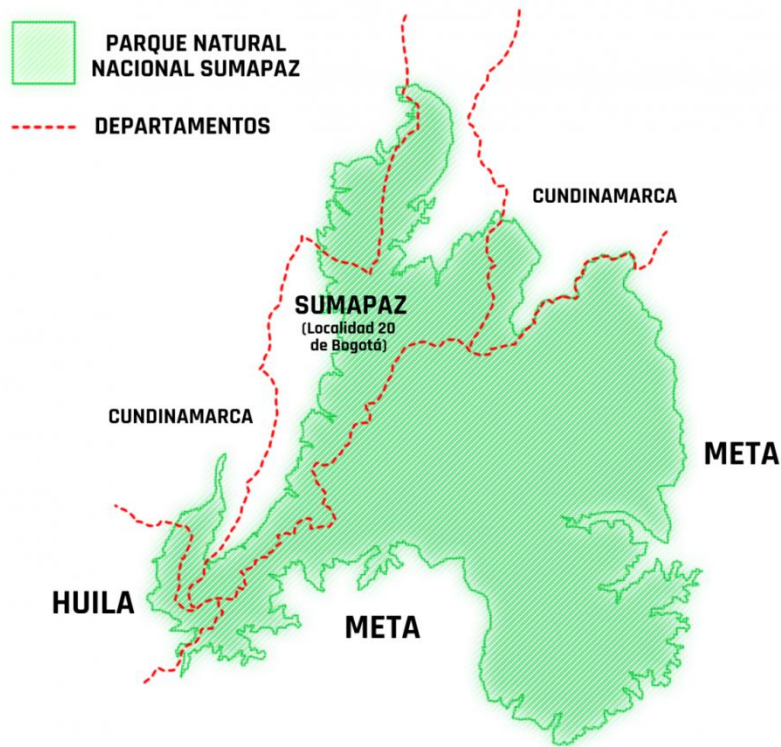 PARQUE NATURAL
NACIONAL SUMAPAZ
DEPARTAMENTOS
CUNDINAMARCA
SUMAPAZ
(Localidad 20
de Bogotá)
CUNDINAMARCA
META
HUILA
META